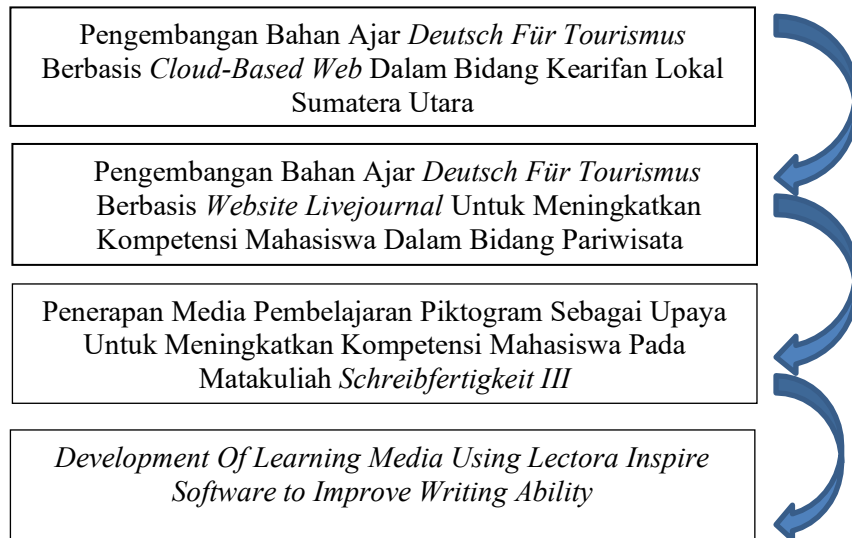 Pengembangan Bahan Ajar Deutsch Für Tourismus
Berbasis Cloud-Based Web Dalam Bidang Kearifan Lokal
Sumatera Utara
Pengembangan Bahan Ajar Deutsch Für Tourismus
Berbasis Website Livejournal Untuk Meningkatkan
Kompetensi Mahasiswa Dalam Bidang Pariwisata
Penerapan Media Pembelajaran Piktogram Sebagai Upaya
Untuk Meningkatkan Kompetensi Mahasiswa Pada
Matakuliah Schreibfertigkeit III
Development Of Learning Media Using Lectora Inspire
Software to Improve Writing Ability